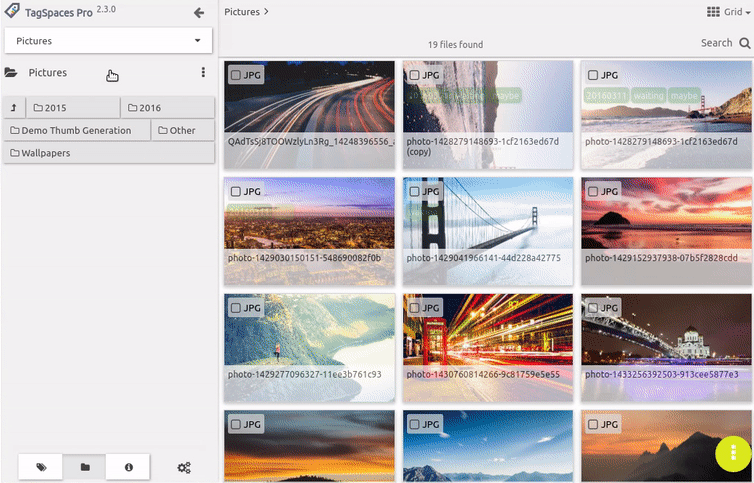 TagSpaces Pro 2.3.0
Pictures
Pictures
2015
2016
Demo Thumb Generation
Other
Wallpapers
Pictures
Grid
19 files found
Search
JPG
JPG
20160311 waiting maybe
JPG
20160311 waiting maybe
photo-1428279148693-1cf2163ed67d
(copy)
photo-1428279148693-1cf2163ed67d
JPG
JPG
JPG
photo-1429030150151-548690082f0b
photo-1429041966141-44d228a42775
photo-1429152937938-07b5f2828cdd
JPG
JPG
JPG
photo-1429277096327-11ee3b761c93
photo-1430760814266-9c81759e5e55
photo-1433256392503-913cee5877e3
JPG
JPG
JPG